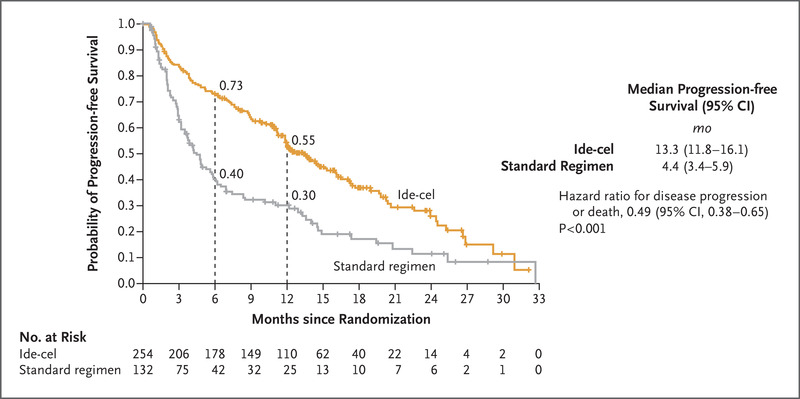 Probability of Progression-free Survival
1.0
0.9
0.8
0.7
0.6
0.5
0.4
0.3
0.2
0.1
0.0
0.73
0.55
0.40
0.30
Ide-cel
Standard regimen
0 3 6 9 12 15 18 21 24 27 30 33
Months since Randomization
Median Progression-free
Survival (95% CI)
mo
Ide-cel 13.3 (11.8–16.1)
Standard Regimen 4.4 (3.4–5.9)
Hazard ratio for disease progression
or death, 0.49 (95% CI, 0.38–0.65)
P<0.001
No. at Risk
Ide-cel 254 206 178 149 110 62 40 22 14 4 2 0
Standard regimen 132 75 42 32 25 13 10 7 6 2 1 0